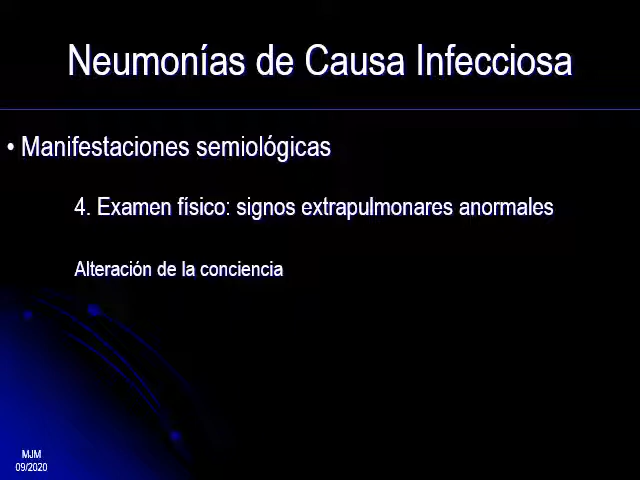 Neumonías de Causa Infecciosa
• Manifestaciones semiológicas
4. Examen físico: signos extrapulmonares anormales
Alteración de la conciencia
MJM
09/2020